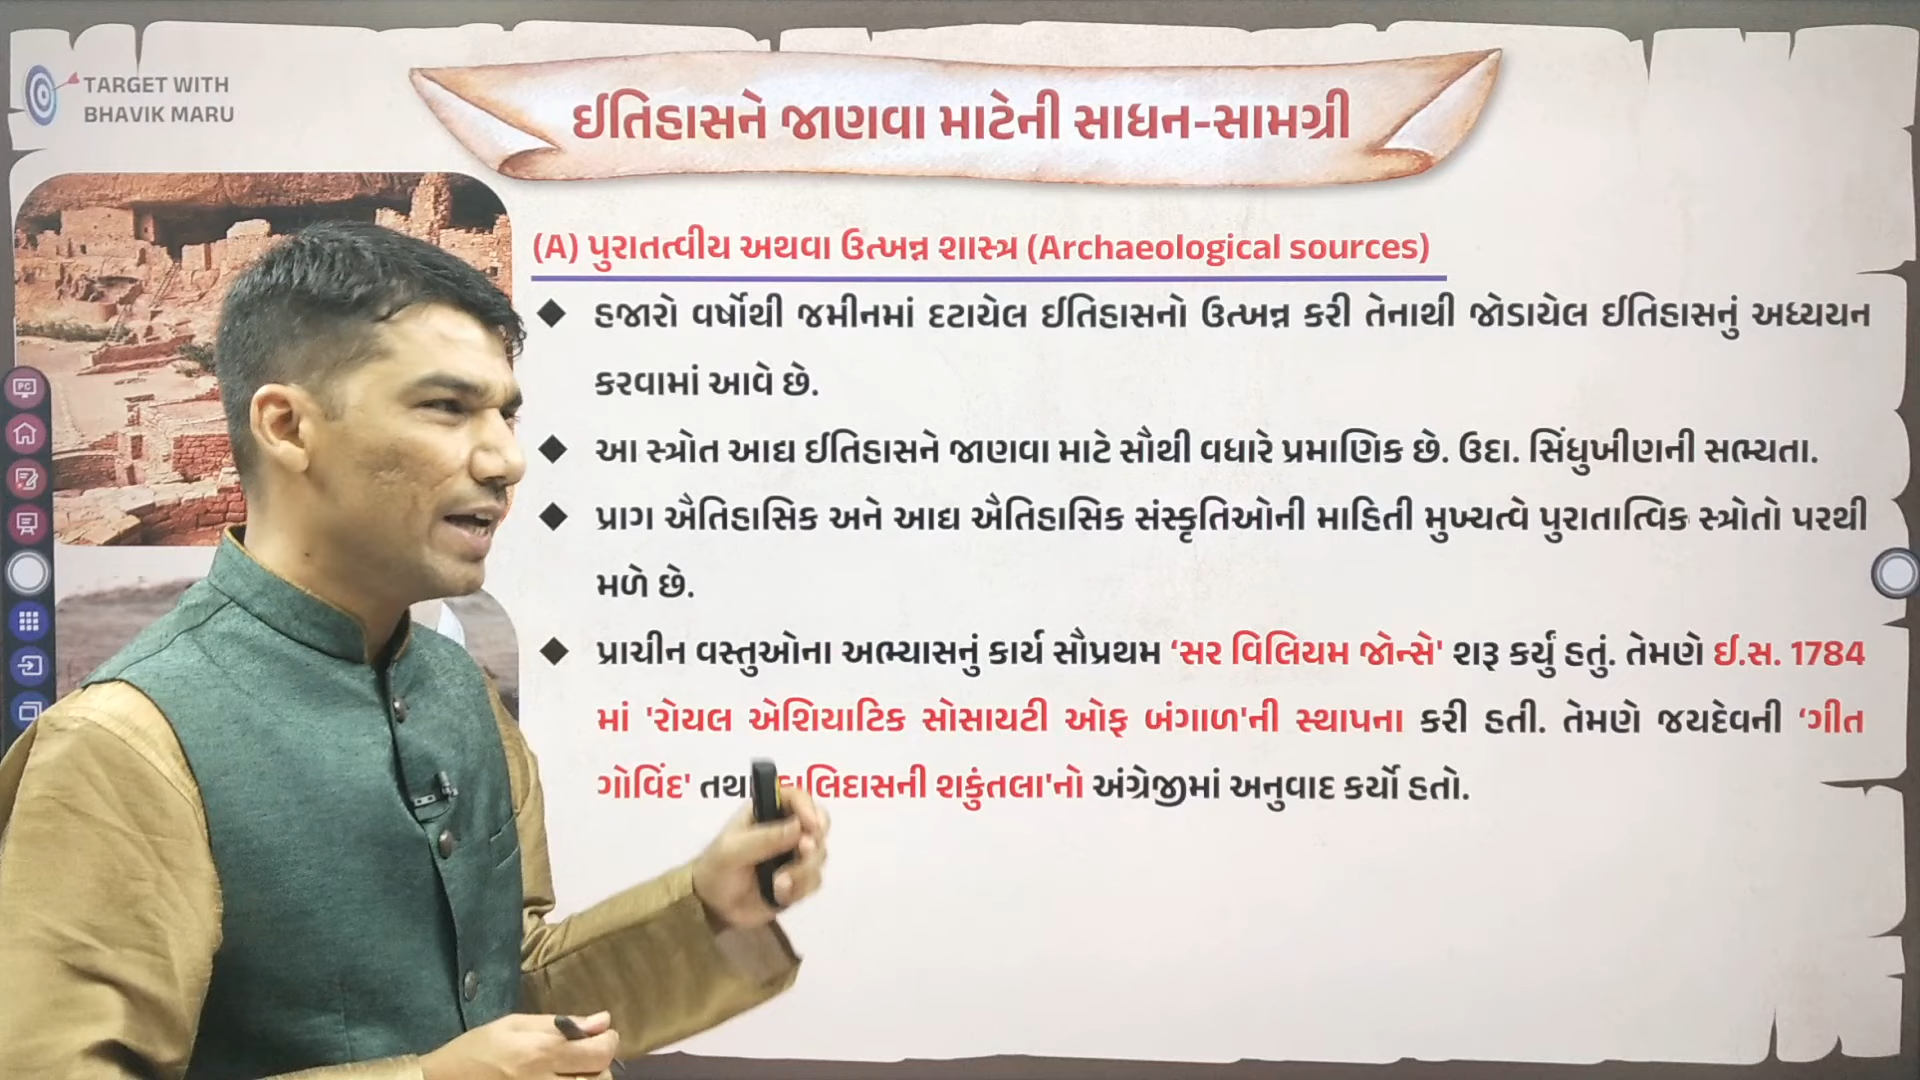 TARGET WITH
BHAVIK MARU
ઈતિહાસને જાણવા માટેની સાધન-સામગ્રી
(A) પુરાતત્વીય અથવા ઉત્ખન્ન શાસ્ત્ર (Archaeological sources)
હજારો વર્ષોથી જમીનમાં દટાયેલ ઈતિહાસનો ઉત્ખન્ન કરી તેનાથી જોડાયેલ ઈતિહાસનું અધ્યયન
કરવામાં આવે છે.
આ સ્ત્રોત આદ્ય ઈતિહાસને જાણવા માટે સૌથી વધારે પ્રમાણિક છે. ઉદા. સિંધુખીણની સભ્યતા.
પ્રાગ ઐતિહાસિક અને આદ્ય ઐતિહાસિક સંસ્કૃતિઓની માહિતી મુખ્યત્વે પુરાતાત્વિક સ્ત્રોતો પરથી
મળે છે.
પ્રાચીન વસ્તુઓના અભ્યાસનું કાર્ય સૌપ્રથમ ‘સર વિલિયમ જોન્સે' શરૂ કર્યું હતું. તેમણે ઈ.સ. 1784
માં 'રોયલ એશિયાટિક સોસાયટી ઓફ બંગાળ'ની સ્થાપના કરી હતી. તેમણે જયદેવની ‘ગીત
ગોવિંદ' શકુંતલા'નો અંગ્રેજીમાં અનુવાદ કર્યો હતો.
PC